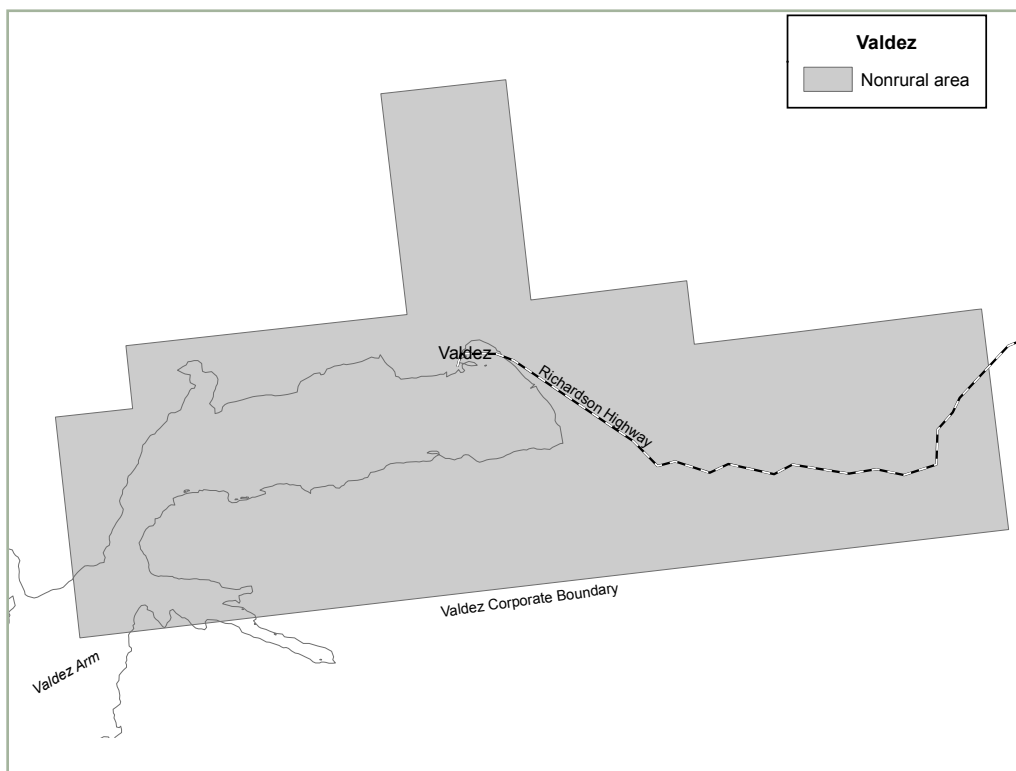 Valdez
Nonrural area
Valdez
Richardson Highway
Valdez Corporate Boundary
Valdez Arm